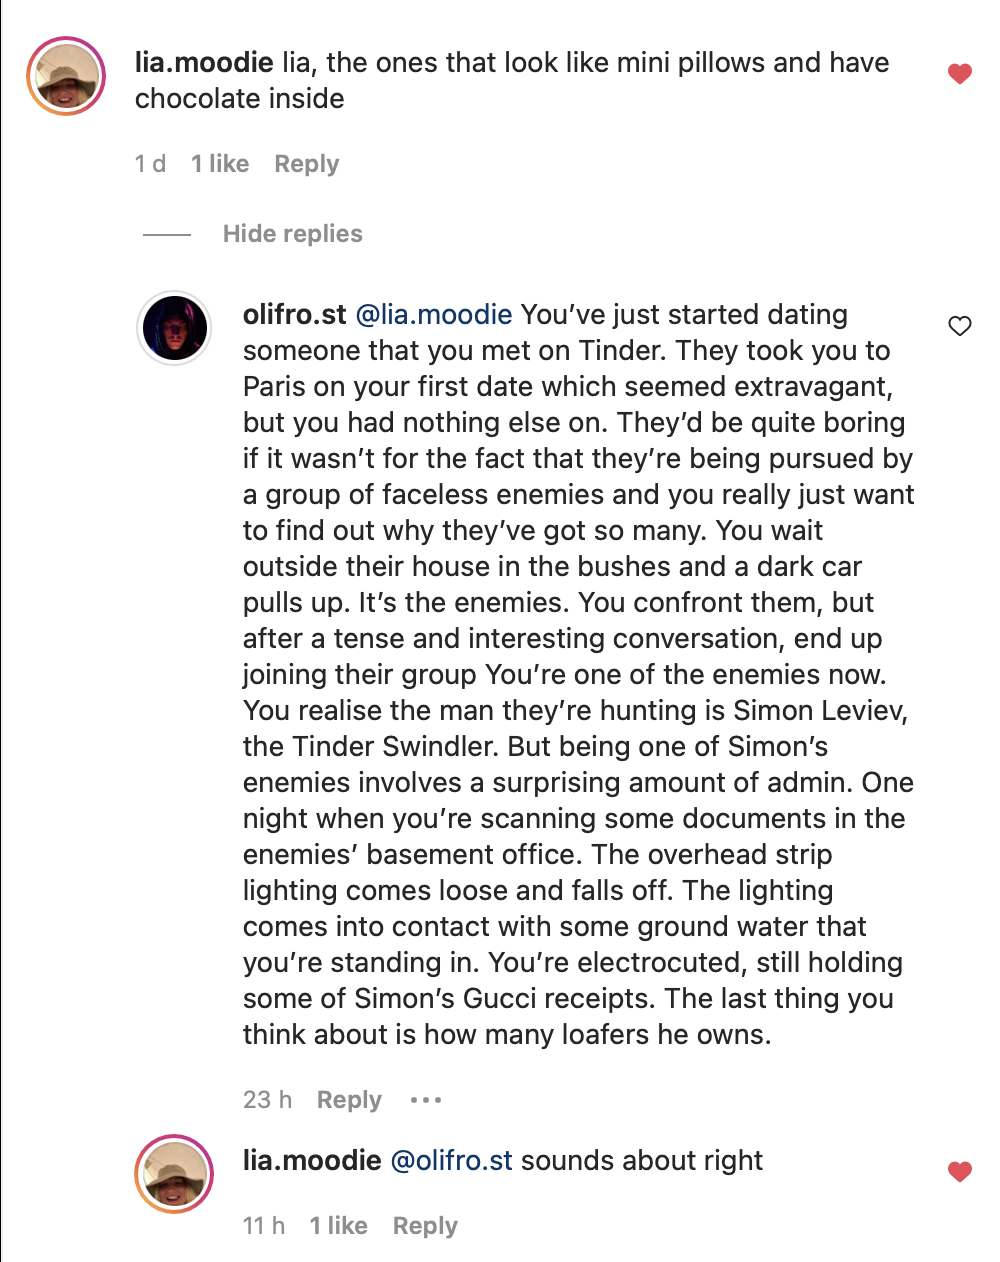 lia.moodie lia, the ones that look like mini pillows and have
chocolate inside
1 d 1 like Reply
Hide replies
olifro.st @lia.moodie You’ve just started dating
someone that you met on Tinder. They took you to
Paris on your first date which seemed extravagant,
but you had nothing else on. They’d be quite boring
if it wasn’t for the fact that they’re being pursued by
a group of faceless enemies and you really just want
to find out why they’ve got so many. You wait
outside their house in the bushes and a dark car
pulls up. It’s the enemies. You confront them, but
after a tense and interesting conversation, end up
joining their group You’re one of the enemies now.
You realise the man they’re hunting is Simon Leviev,
the Tinder Swindler. But being one of Simon’s
enemies involves a surprising amount of admin. One
night when you’re scanning some documents in the
enemies’ basement office. The overhead strip
lighting comes loose and falls off. The lighting
comes into contact with some ground water that
you’re standing in. You’re electrocuted, still holding
some of Simon’s Gucci receipts. The last thing you
think about is how many loafers he owns.
23 h Reply •••
lia.moodie @olifro.st sounds about right
11 h 1 like Reply